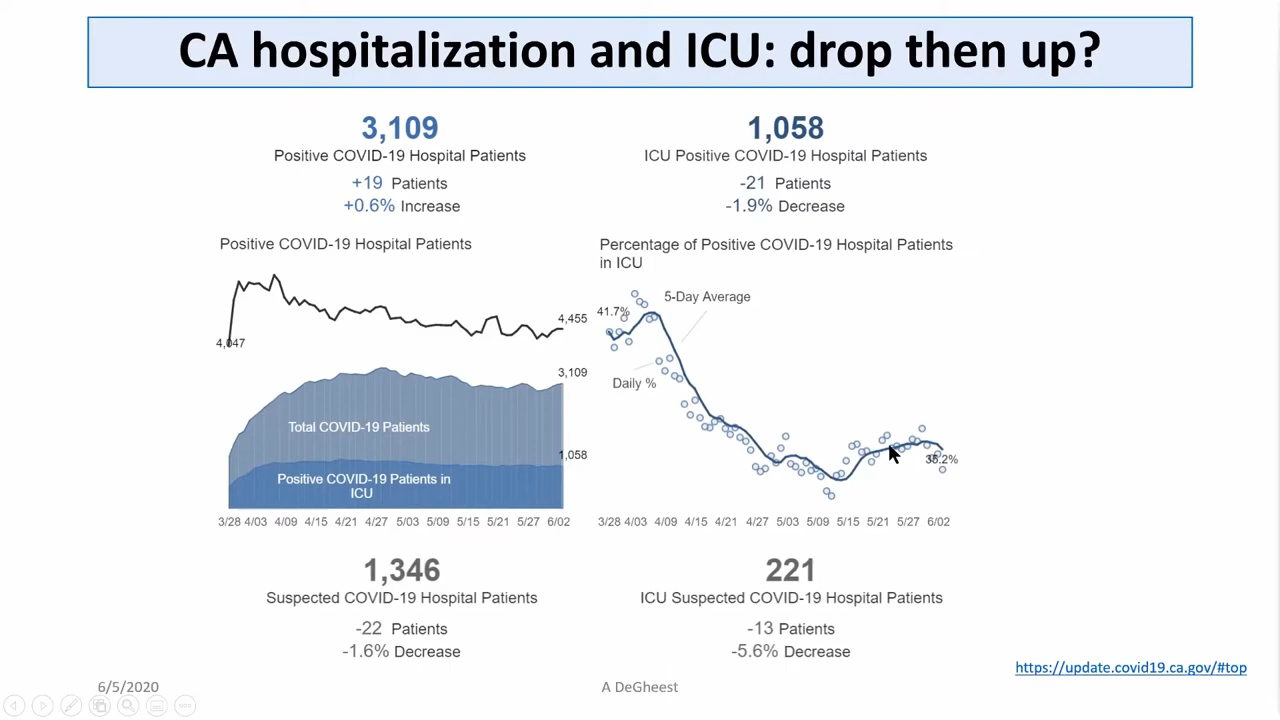 CA hospitalization and ICU: drop then up?
3,109
Positive COVID-19 Hospital Patients
+19 Patients
+0.6% Increase
1,058
ICU Positive COVID-19 Hospital Patients
-21 Patients
-1.9% Decrease
Positive COVID-19 Hospital Patients
4,047
4,455
3,109
Total COVID-19 Patients
1,058
Positive COVID-19 Patients in
ICU
3/28 4/03 4/09 4/15 4/21 4/27 5/03 5/09 5/15 5/21 5/27 6/02
Percentage of Positive COVID-19 Hospital Patients
in ICU
5-Day Average
41.7%
Daily %
35.2%
3/28 4/03 4/09 4/15 4/21 4/27 5/03 5/09 5/15 5/21 5/27 6/02
1,346
Suspected COVID-19 Hospital Patients
-22 Patients
-1.6% Decrease
221
ICU Suspected COVID-19 Hospital Patients
-13 Patients
-5.6% Decrease
https://update.covid19.ca.gov/#top
6/5/2020
A DeGheest